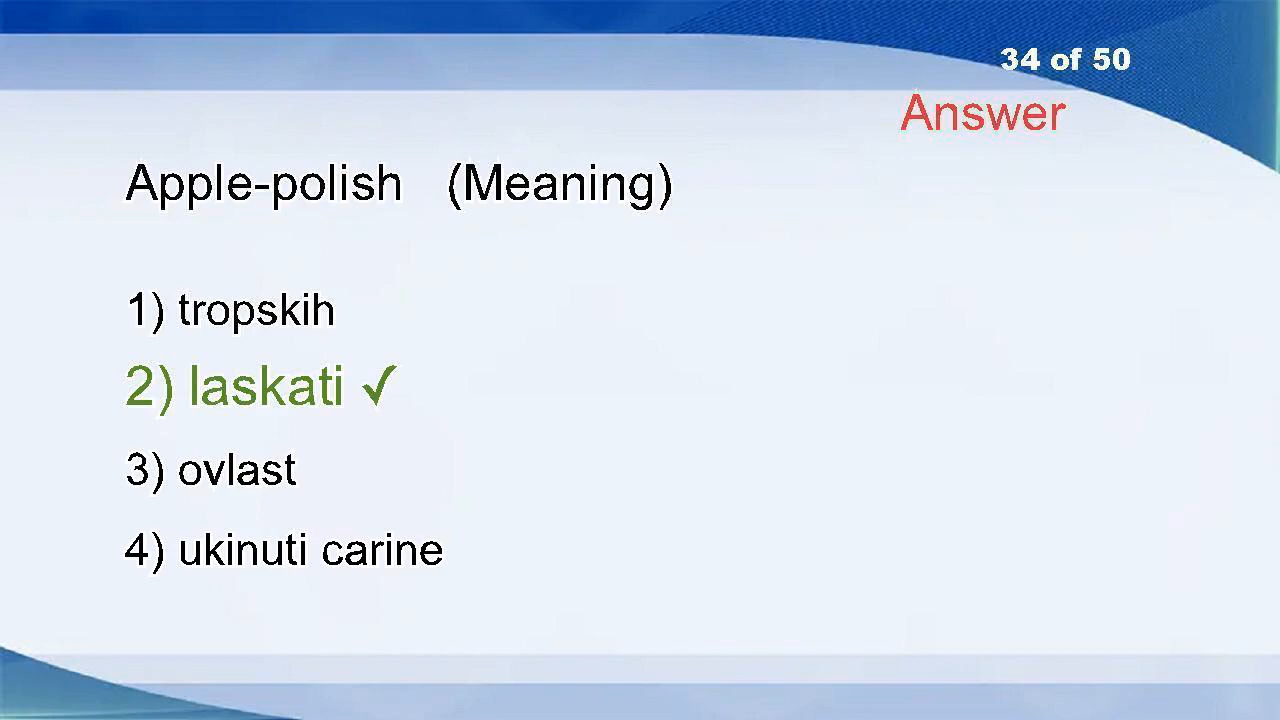 34 of 50
Answer
Apple-polish (Meaning)
1) tropskih
2) laskati ✓
3) ovlast
4) ukinuti carine